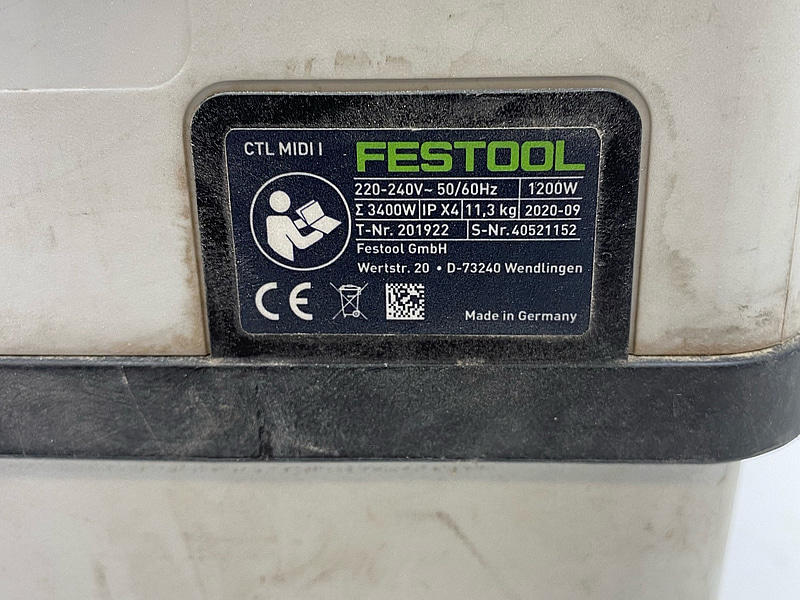 CTL MIDI I
FESTOOL
220-240V~ 50/60Hz 1200W
Σ 3400W IP X4 11,3 kg 2020-09
T-Nr. 201922 S-Nr. 40521152
Festool GmbH
Wertstr. 20 • D-73240 Wendlingen
CE
Made in Germany